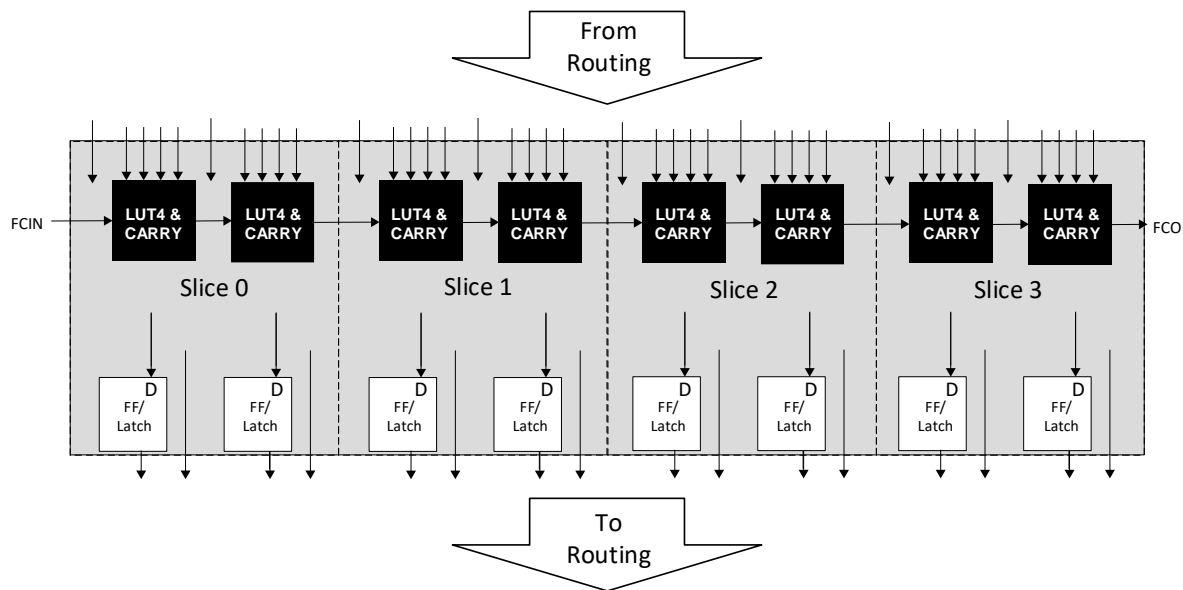 From
Routing
FCIN
LUT4 &
CARRY
LUT4 &
CARRY
LUT4 &
CARRY
LUT4 &
CARRY
LUT4 &
CARRY
LUT4 &
CARRY
LUT4 &
CARRY
LUT4 &
CARRY
FCO
Slice 0
Slice 1
Slice 2
Slice 3
D
FF/
Latch
D
FF/
Latch
D
FF/
Latch
D
FF/
Latch
D
FF/
Latch
D
FF/
Latch
D
FF/
Latch
D
FF/
Latch
To
Routing